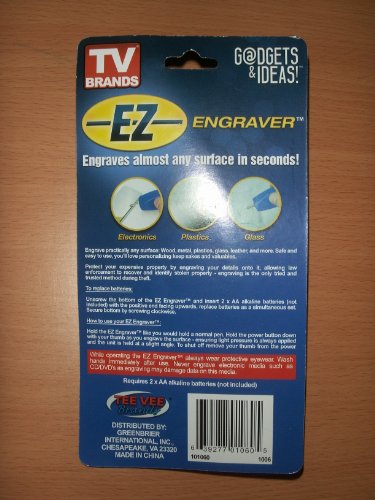 TV
BRANDS
G@DGETS
& IDEAS!
E-Z ENGRAVER™
Engraves almost any surface in seconds!
Electronics
Plastics
Glass
Engrave practically any surface: Wood, metal, plastics, glass, leather, and more. Safe and
easy to use, you'll love personalizing keep sakes and valuables.
Protect your expensive property by engraving your details onto it, allowing law
enforcement to recover and identify stolen property - engraving is the only tried and
trusted method during theft.
To replace batteries:
Unscrew the bottom of the EZ Engraver™ and insert 2 x AA alkaline batteries (not
included) with the positive end facing upwards, replace batteries as a simultaneous set.
Secure bottom by screwing clockwise.
How to use your EZ Engraver™:
Hold the EZ Engraver™ like you would hold a normal pen. Hold the power button down
with your thumb as you engrave the surface - ensuring light pressure is always applied
and the unit is held at a slight angle. To shut off remove your thumb from the power
While operating the EZ Engraver™ always wear protective eyewear. Wash
hands immediately after use. Never engrave electronic media such as
CD/DVD's as engraving may damage data on this media.
Requires 2 x AA alkaline batteries (not included)
TEE VEE
DISTRIBUTED BY:
GREENBRIER
INTERNATIONAL, INC.,
CHESAPEAKE, VA 23320
MADE IN CHINA
6 39277 01060 5
101060 1006